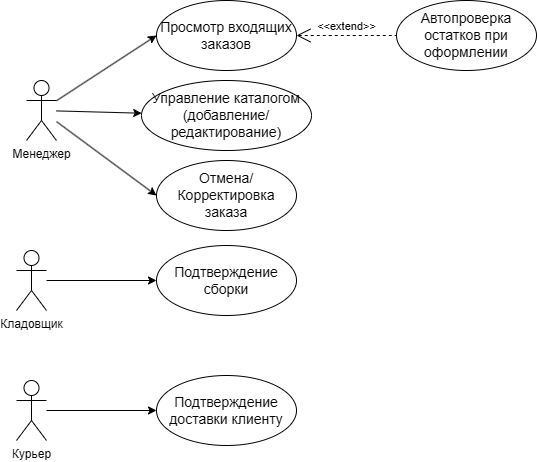 Просмотр входящих
заказов
<<extend>>
Автопроверка
остатков при
оформлении
Управление каталогом
(добавление/
редактирование)
Менеджер
Отмена/
Корректировка
заказа
Подтверждение
сборки
Кладовщик
Подтверждение
доставки клиенту
Курьер